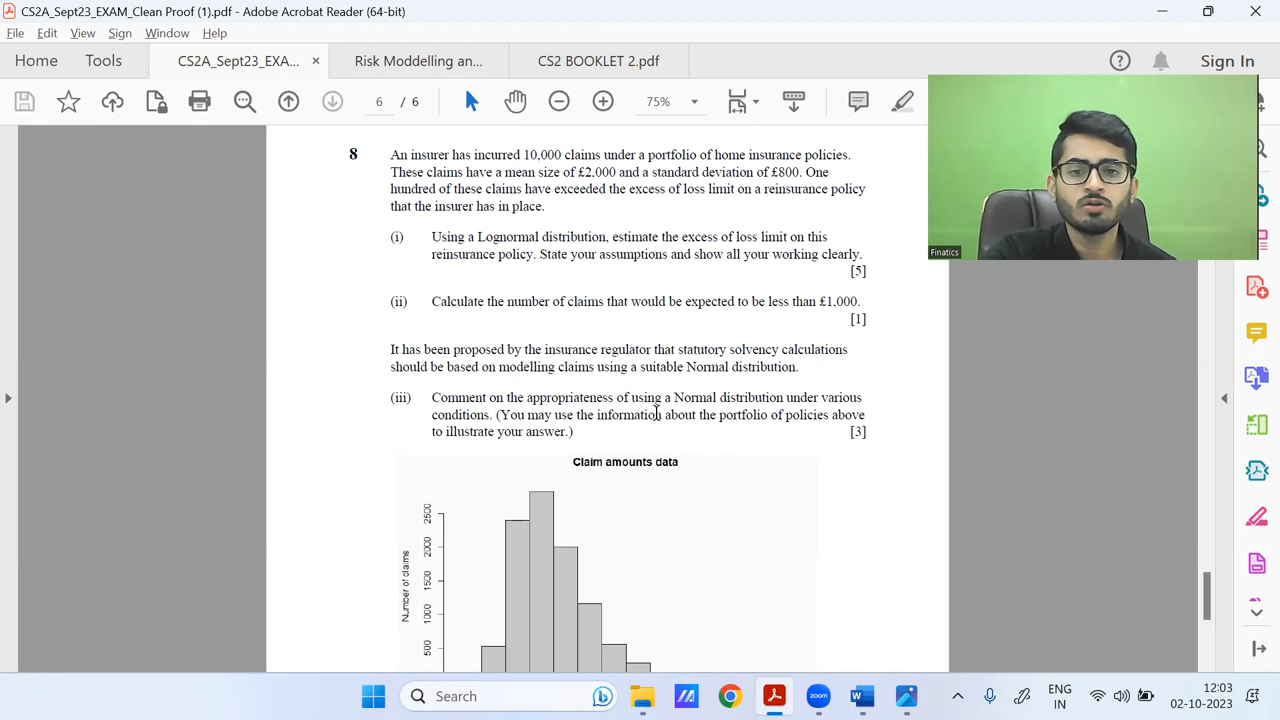 CS2A_Sept23_EXAM_Clean Proof (1).pdf - Adobe Acrobat Reader (64-bit)
File Edit View Sign Window Help
Home Tools CS2A_Sept23_EXA... Risk Moddelling an... CS2 BOOKLET 2.pdf Sign In
6 / 6 75%
8 An insurer has incurred 10,000 claims under a portfolio of home insurance policies.
These claims have a mean size of £2,000 and a standard deviation of £800. One
hundred of these claims have exceeded the excess of loss limit on a reinsurance policy
that the insurer has in place.
(i) Using a Lognormal distribution, estimate the excess of loss limit on this
reinsurance policy. State your assumptions and show all your working clearly.
[5]
(ii) Calculate the number of claims that would be expected to be less than £1,000.
[1]
It has been proposed by the insurance regulator that statutory solvency calculations
should be based on modelling claims using a suitable Normal distribution.
(iii) Comment on the appropriateness of using a Normal distribution under various
conditions. (You may use the information about the portfolio of policies above
to illustrate your answer.) [3]
Claim amounts data
Number of claims
2500
2000
1500
1000
500
Finatics
Search
ENG
IN
12:03
02-10-2023